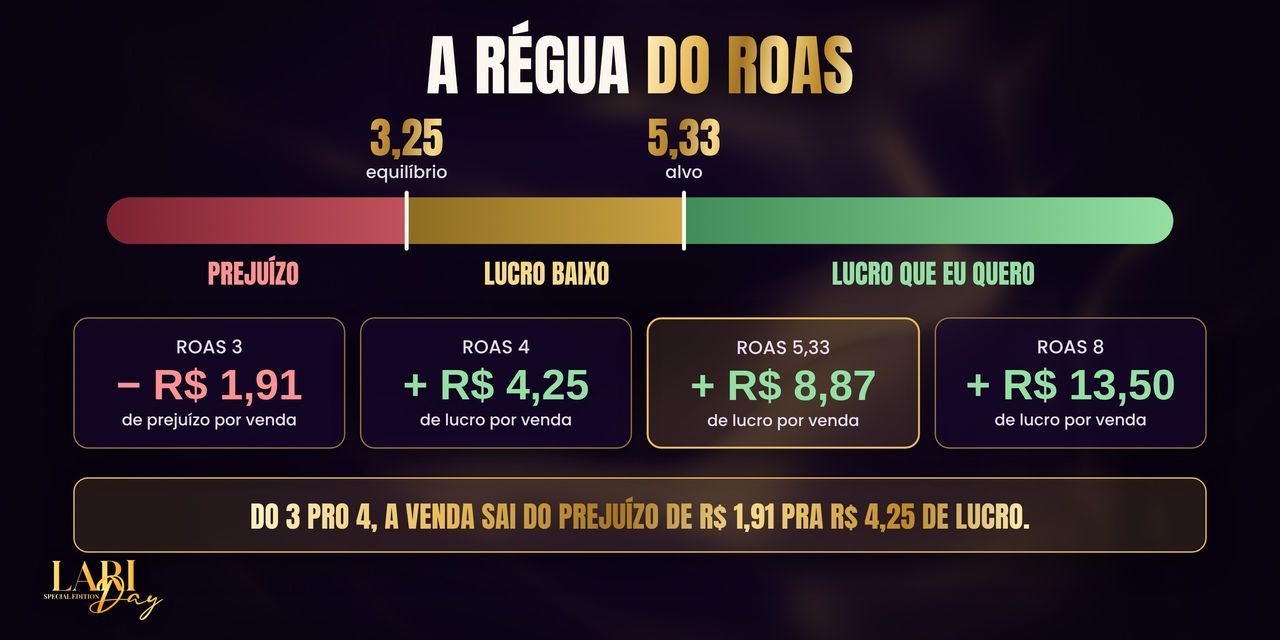 A RÉGUA DO ROAS
3,25
equilíbrio
5,33
alvo
PREJUÍZO
LUCRO BAIXO
LUCRO QUE EU QUERO
ROAS 3
− R$ 1,91
de prejuízo por venda
ROAS 4
+ R$ 4,25
de lucro por venda
ROAS 5,33
+ R$ 8,87
de lucro por venda
ROAS 8
+ R$ 13,50
de lucro por venda
DO 3 PRO 4, A VENDA SAI DO PREJUÍZO DE R$ 1,91 PRA R$ 4,25 DE LUCRO.
LABI
SPECIAL EDITION Day